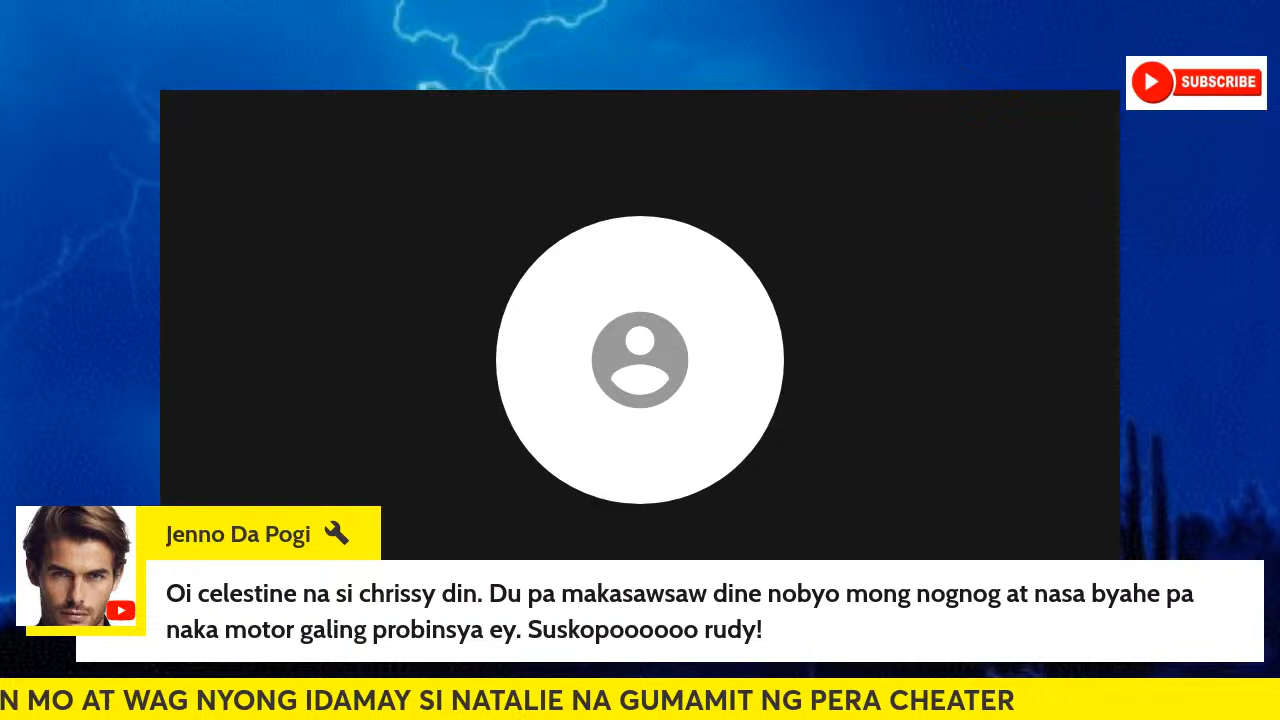 SUBSCRIBE
Jenno Da Pogi
Oi celestine na si chrissy din. Du pa makasawsaw dine nobyo mong nognog at nasa byahe pa
naka motor galing probinsya ey. Suskopoooooo rudy!
N MO AT WAG NYONG IDAMAY SI NATALIE NA GUMAMIT NG PERA CHEATER